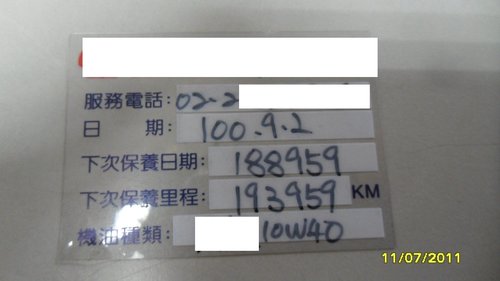 服務電話: 02-2
日 期: 100.9.2
下次保養日期: 188959
下次保養里程: 193959 KM
機油種類: 10W40
11/07/2011